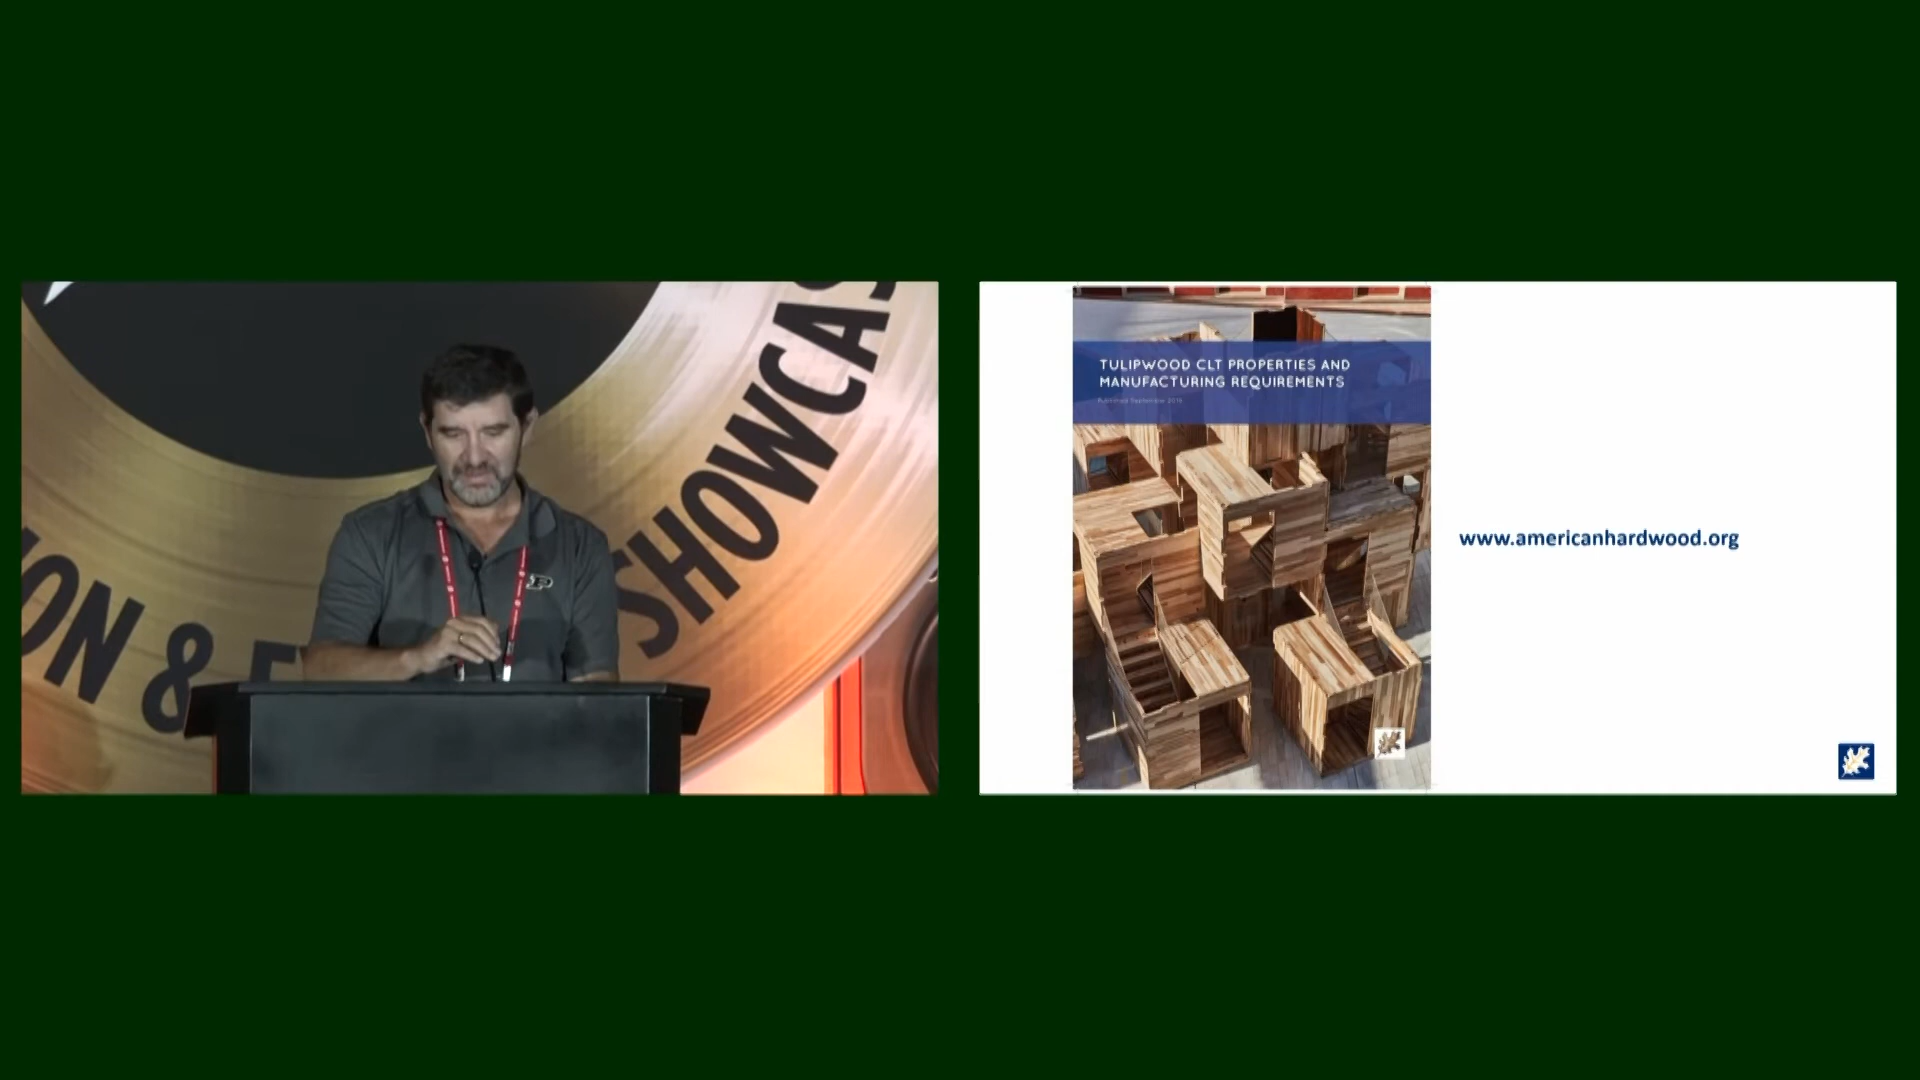 ON & E
SHOWCAS
P
TULIPWOOD CLT PROPERTIES AND
MANUFACTURING REQUIREMENTS
www.americanhardwood.org